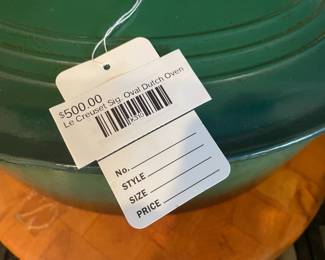 $500.00
Le Creuset Sig. Oval Dutch Oven
No.
STYLE
SIZE
PRICE